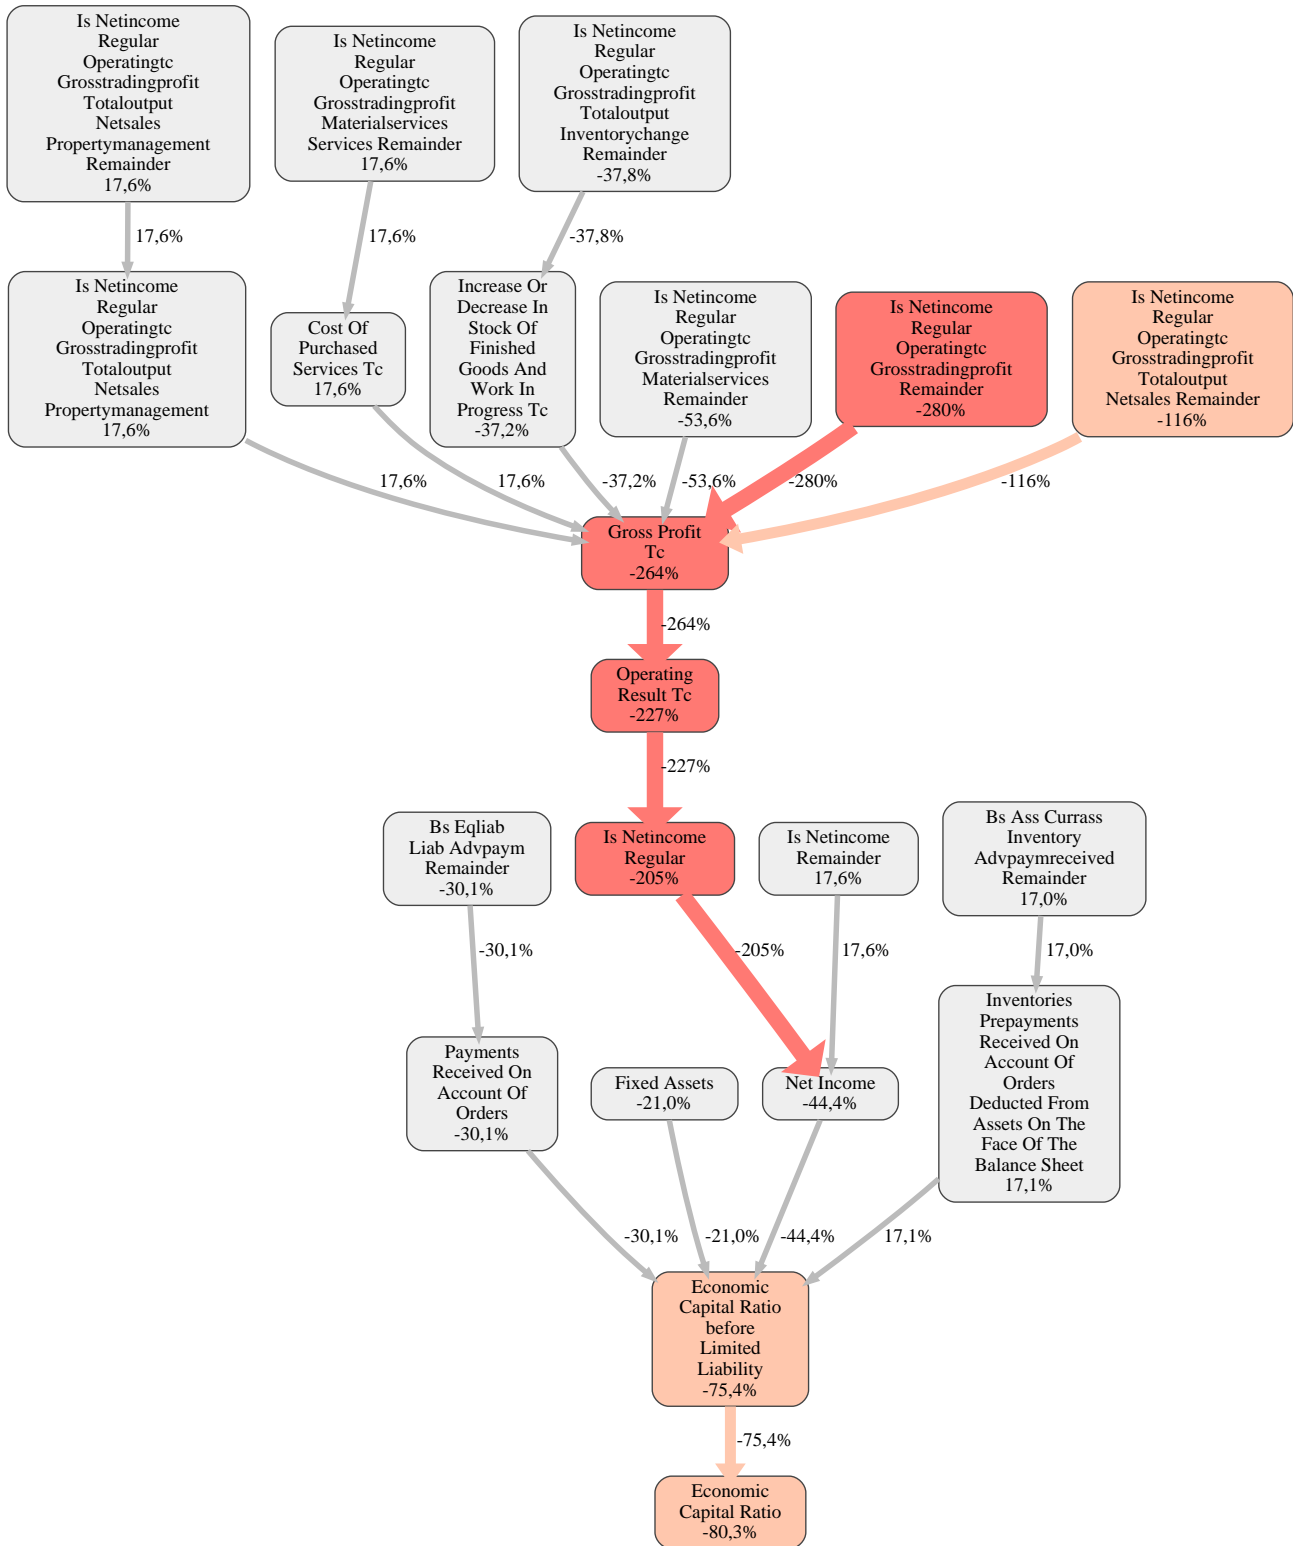 Is Netincome
Regular
Operatingtc
Grosstradingprofit
Totaloutput
Netsales
Propertymanagement
Remainder
17,6%
Is Netincome
Regular
Operatingtc
Grosstradingprofit
Materialservices
Services Remainder
17,6%
Is Netincome
Regular
Operatingtc
Grosstradingprofit
Totaloutput
Inventorychange
Remainder
-37,8%
17,6%
17,6%
-37,8%
Is Netincome
Regular
Operatingtc
Grosstradingprofit
Totaloutput
Netsales
Propertymanagement
17,6%
Cost Of
Purchased
Services Tc
17,6%
Increase Or
Decrease In
Stock Of
Finished
Goods And
Work In
Progress Tc
-37,2%
Is Netincome
Regular
Operatingtc
Grosstradingprofit
Materialservices
Remainder
-53,6%
Is Netincome
Regular
Operatingtc
Grosstradingprofit
Remainder
-280%
Is Netincome
Regular
Operatingtc
Grosstradingprofit
Totaloutput
Netsales Remainder
-116%
17,6%
17,6%
-37,2%
-53,6%
-280%
-116%
Gross Profit
Tc
-264%
-264%
Operating
Result Tc
-227%
-227%
Bs Eqliab
Liab Advpaym
Remainder
-30,1%
Is Netincome
Regular
-205%
Is Netincome
Remainder
17,6%
Bs Ass Currass
Inventory
Advpaymreceived
Remainder
17,0%
-30,1%
-205%
17,6%
17,0%
Payments
Received On
Account Of
Orders
-30,1%
Fixed Assets
-21,0%
Net Income
-44,4%
Inventories
Prepayments
Received On
Account Of
Orders
Deducted From
Assets On The
Face Of The
Balance Sheet
17,1%
-30,1%
-21,0%
-44,4%
17,1%
Economic
Capital Ratio
before
Limited
Liability
-75,4%
-75,4%
Economic
Capital Ratio
-80,3%